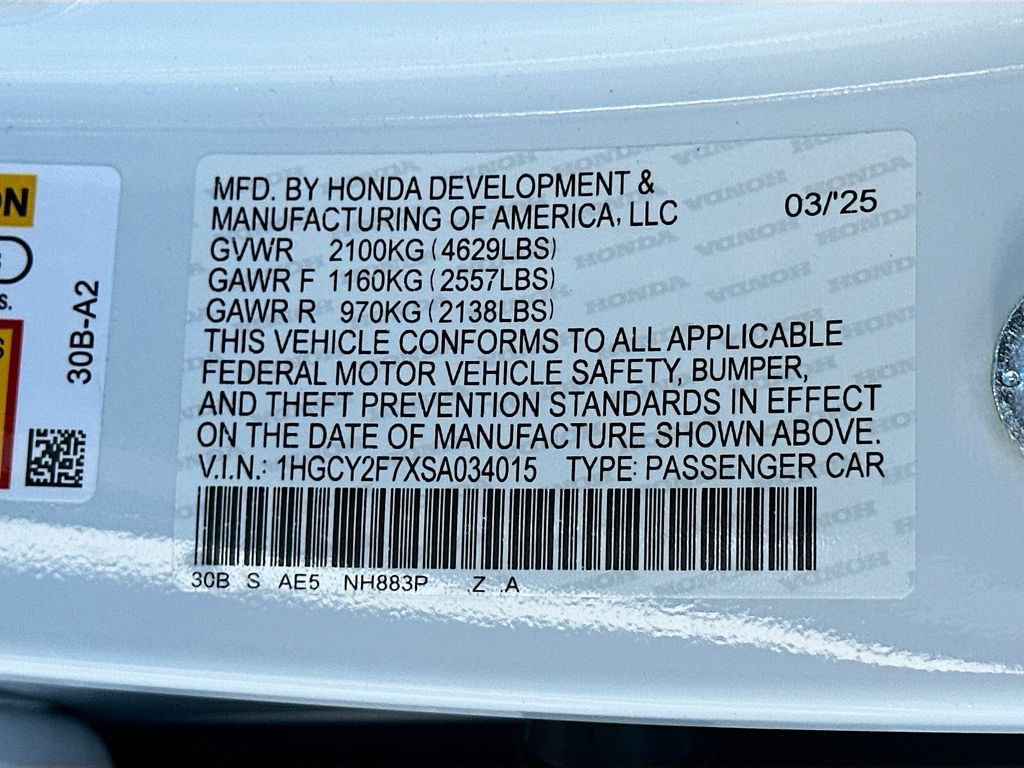 MFD. BY HONDA DEVELOPMENT &
MANUFACTURING OF AMERICA, LLC 03/'25
GVWR 2100KG (4629LBS)
GAWR F 1160KG (2557LBS)
GAWR R 970KG (2138LBS)
THIS VEHICLE CONFORMS TO ALL APPLICABLE
FEDERAL MOTOR VEHICLE SAFETY, BUMPER,
AND THEFT PREVENTION STANDARDS IN EFFECT
ON THE DATE OF MANUFACTURE SHOWN ABOVE.
V.I.N.: 1HGCY2F7XSA034015 TYPE: PASSENGER CAR
30B S AE5 NH883P .Z .A
30B-A2